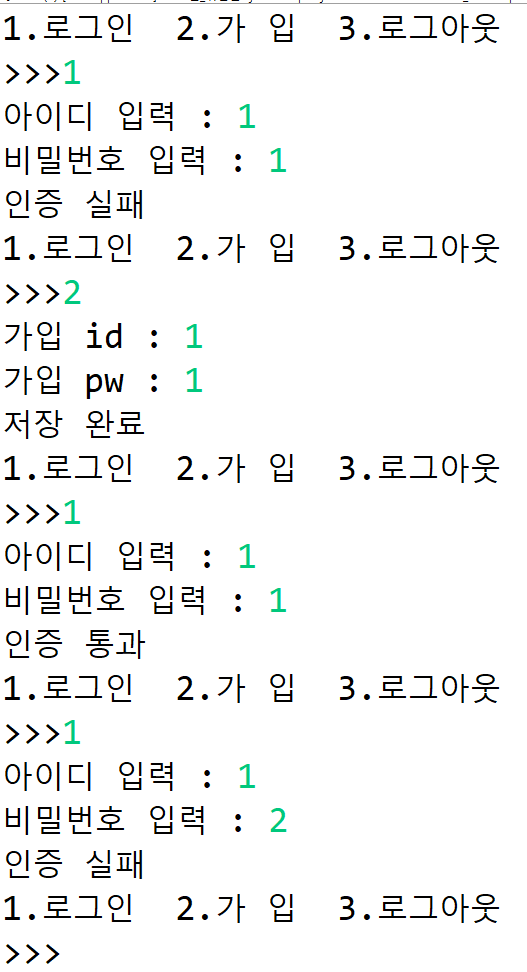 1.로그인  2.가 입  3.로그아웃
>>>1
아이디 입력 : 1
비밀번호 입력 : 1
인증 실패
1.로그인  2.가 입  3.로그아웃
>>>2
가입 id : 1
가입 pw : 1
저장 완료
1.로그인  2.가 입  3.로그아웃
>>>1
아이디 입력 : 1
비밀번호 입력 : 1
인증 통과
1.로그인  2.가 입  3.로그아웃
>>>1
아이디 입력 : 1
비밀번호 입력 : 2
인증 실패
1.로그인  2.가 입  3.로그아웃
>>>